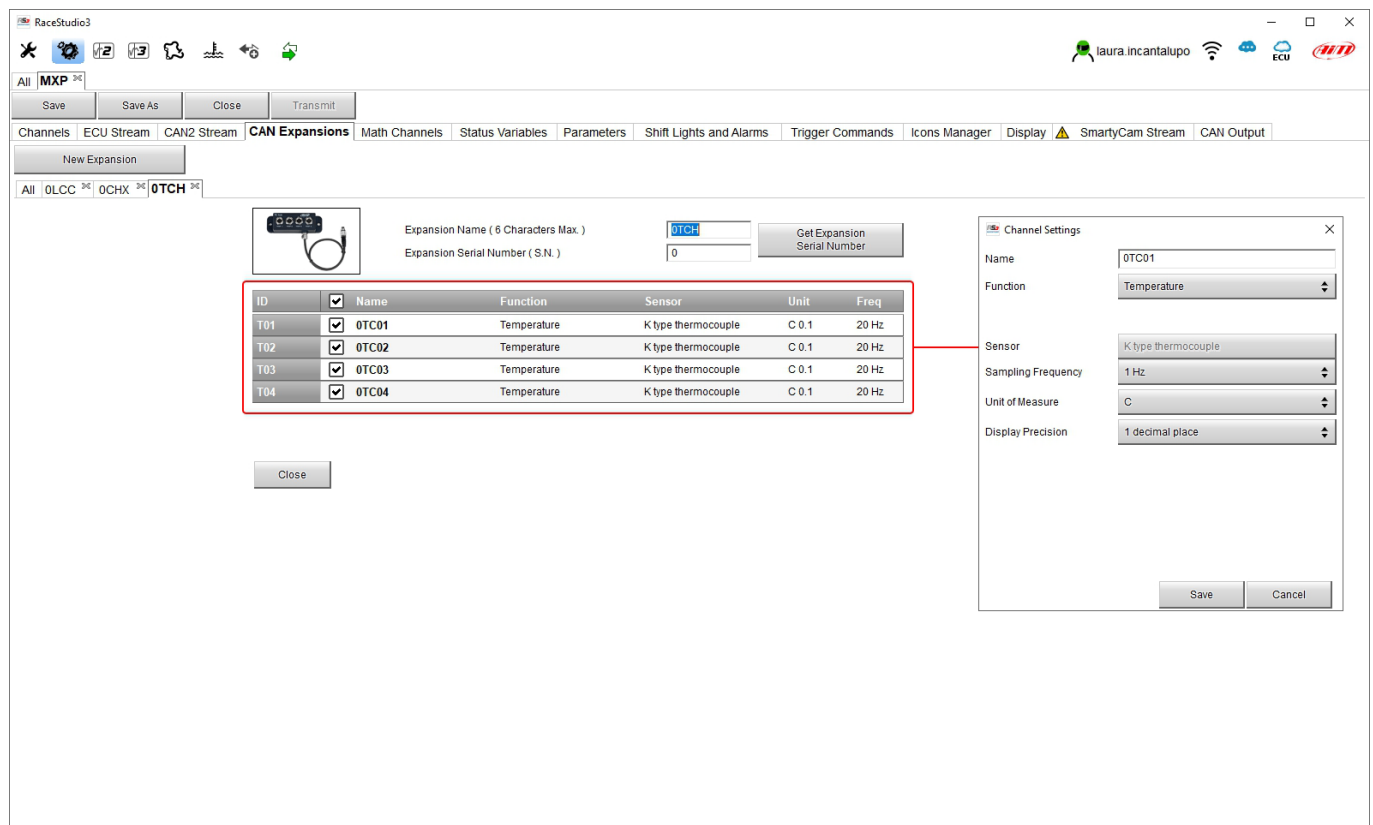 RaceStudio3
laura.incantalupo
ECU
AiM
All MXP
Save Save As Close Transmit
Channels ECU Stream CAN2 Stream CAN Expansions Math Channels Status Variables Parameters Shift Lights and Alarms Trigger Commands Icons Manager Display SmartyCam Stream CAN Output
New Expansion
All 0LCC 0CHX 0TCH
Expansion Name ( 6 Characters Max. ) 0TCH
Expansion Serial Number ( S.N. ) 0
Get Expansion
Serial Number
ID Name Function Sensor Unit Freq
T01 0TC01 Temperature K type thermocouple C 0.1 20 Hz
T02 0TC02 Temperature K type thermocouple C 0.1 20 Hz
T03 0TC03 Temperature K type thermocouple C 0.1 20 Hz
T04 0TC04 Temperature K type thermocouple C 0.1 20 Hz
Close
Channel Settings
Name 0TC01
Function Temperature
Sensor K type thermocouple
Sampling Frequency 1 Hz
Unit of Measure C
Display Precision 1 decimal place
Save Cancel